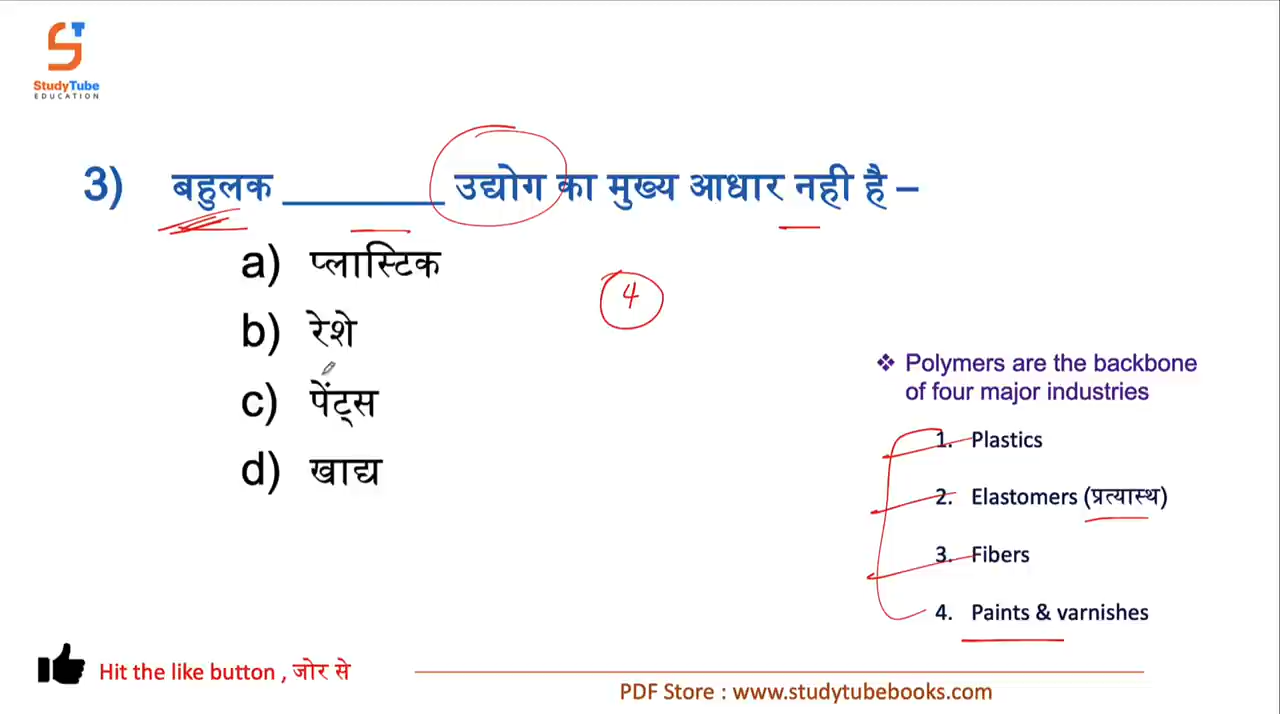 StudyTube
EDUCATION
3) बहुलक ________ उद्योग का मुख्य आधार नही है –
a) प्लास्टिक
4
b) रेशे
c) पेंट्स
d) खाद्य
❖ Polymers are the backbone
of four major industries
1. Plastics
2. Elastomers (प्रत्यास्थ)
3. Fibers
4. Paints & varnishes
Hit the like button , जोर से
PDF Store : www.studytubebooks.com